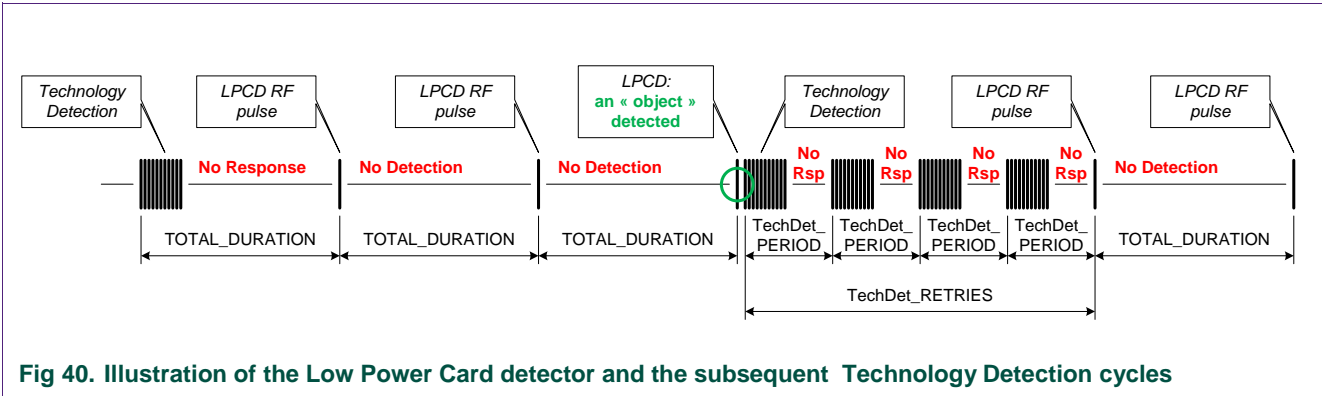 Technology
Detection
LPCD RF
pulse
LPCD RF
pulse
LPCD:
an « object »
detected
Technology
Detection
LPCD RF
pulse
LPCD RF
pulse
No Response
No Detection
No Detection
No
Rsp
No
Rsp
No
Rsp
No
Rsp
No Detection
TOTAL_DURATION
TOTAL_DURATION
TOTAL_DURATION
TechDet_
PERIOD
TechDet_
PERIOD
TechDet_
PERIOD
TechDet_
PERIOD
TOTAL_DURATION
TechDet_RETRIES
Fig 40. Illustration of the Low Power Card detector and the subsequent Technology Detection cycles